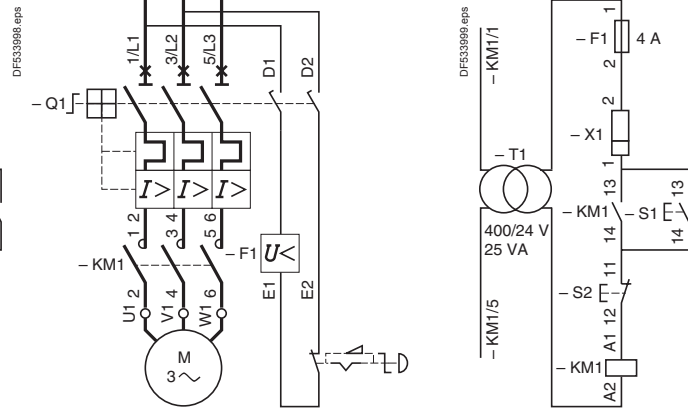 DF533998.eps
1/L1
3/L2
5/L3
D1
D2
– Q1
I>
I>
I>
2
4
6
1
3
5
– KM1
– F1
U<
2
4
6
E1
E2
U1
V1
W1
M
3
DF533999.eps
– KM1/1
– T1
400/24 V
25 VA
– KM1/5
1
– F1
4 A
2
2
– X1
1
13
– KM1
14
– S1
13
14
11
– S2
12
A1
– KM1
A2